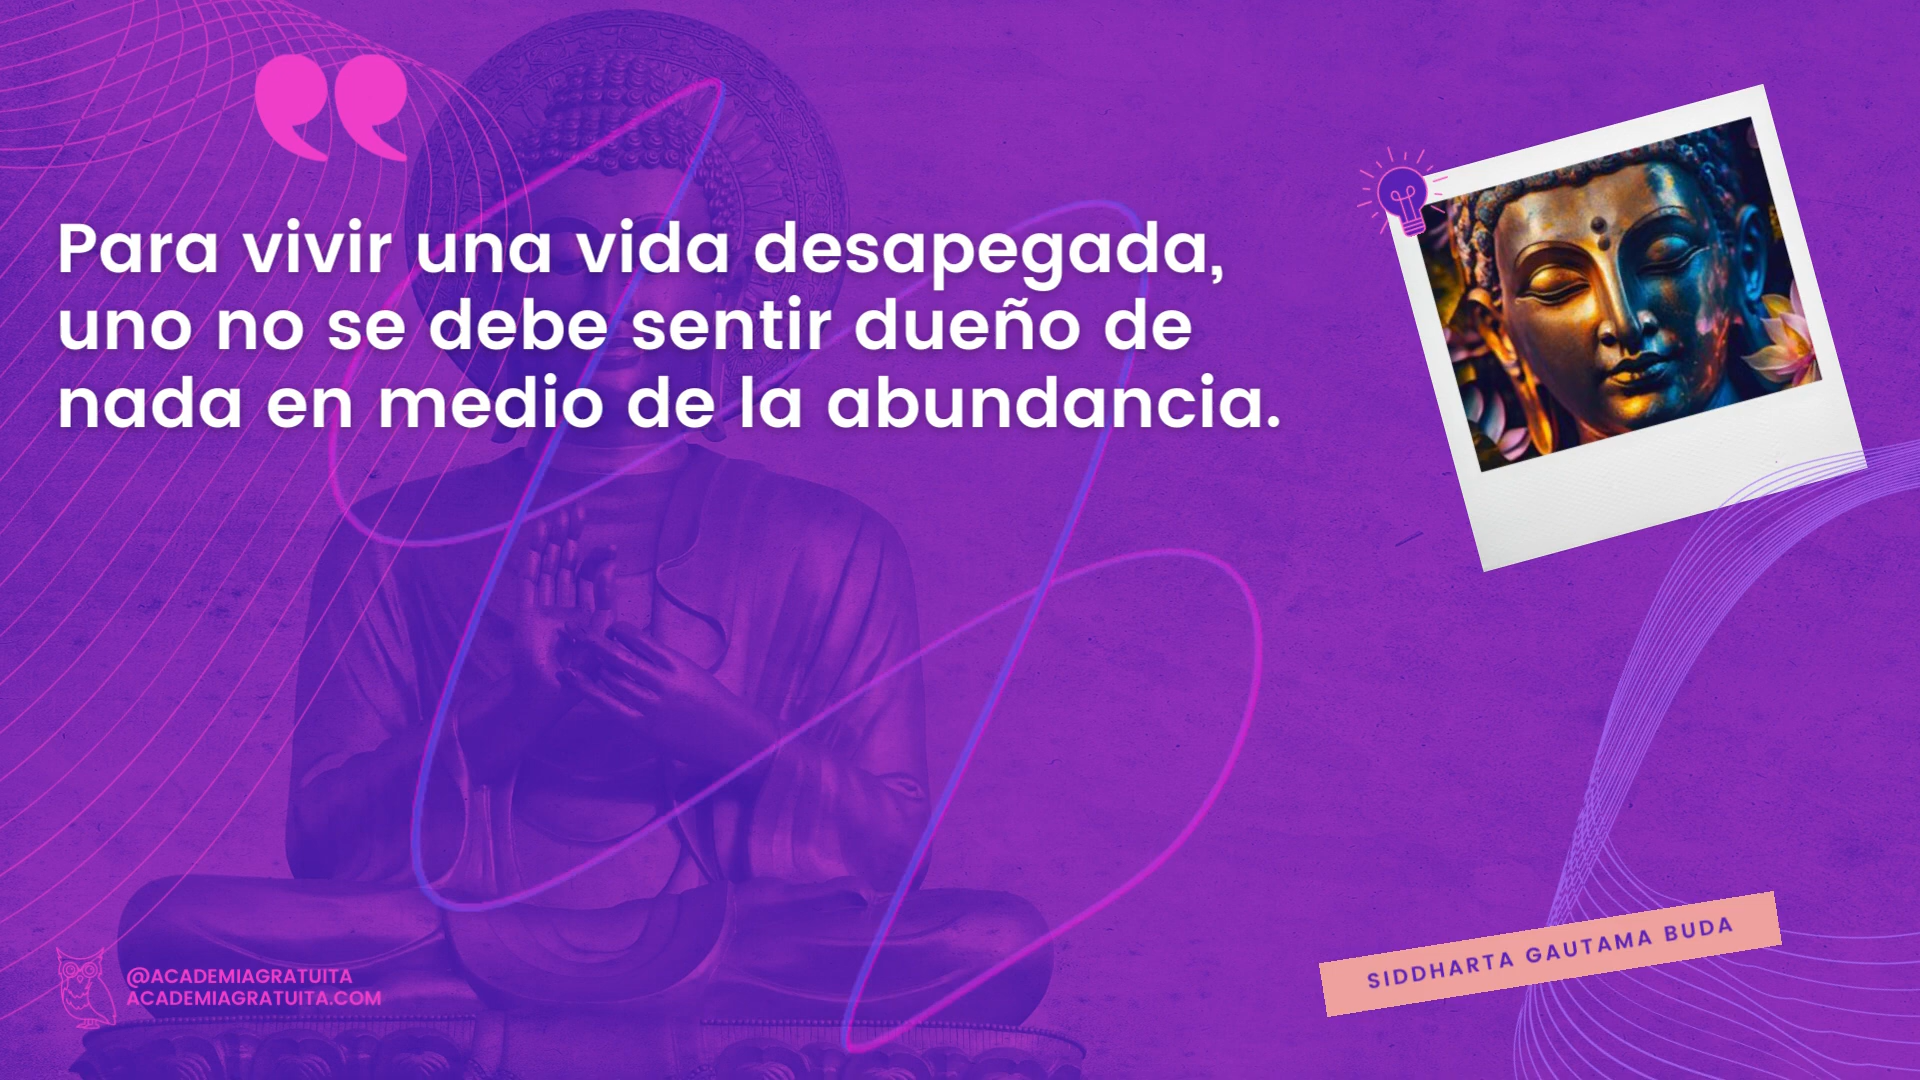 Para vivir una vida desapegada,
uno no se debe sentir dueño de
nada en medio de la abundancia.
SIDDHARTA GAUTAMA BUDA
@ACADEMIAGRATUITA
ACADEMIAGRATUITA.COM